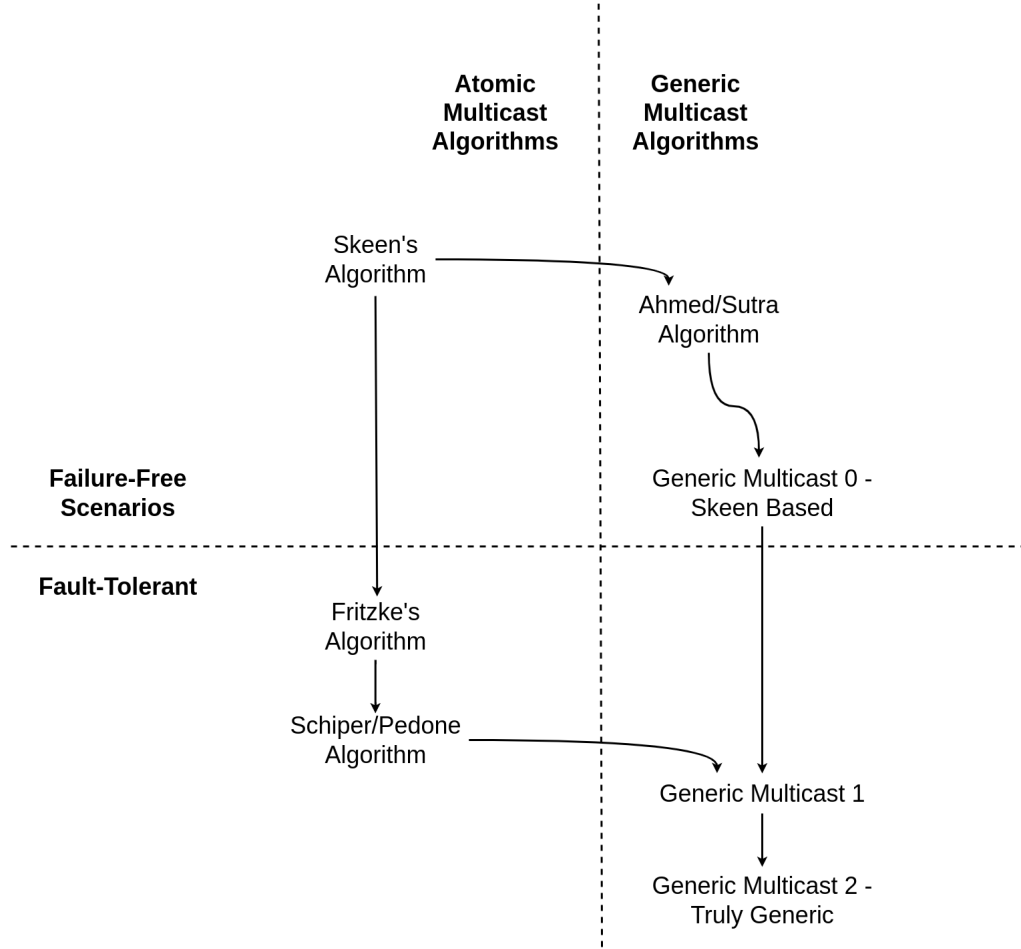 Atomic
Multicast
Algorithms
Generic
Multicast
Algorithms
Skeen's
Algorithm
Ahmed/Sutra
Algorithm
Failure-Free
Scenarios
Generic Multicast 0 -
Skeen Based
Fault-Tolerant
Fritzke's
Algorithm
Schiper/Pedone
Algorithm
Generic Multicast 1
Generic Multicast 2 -
Truly Generic